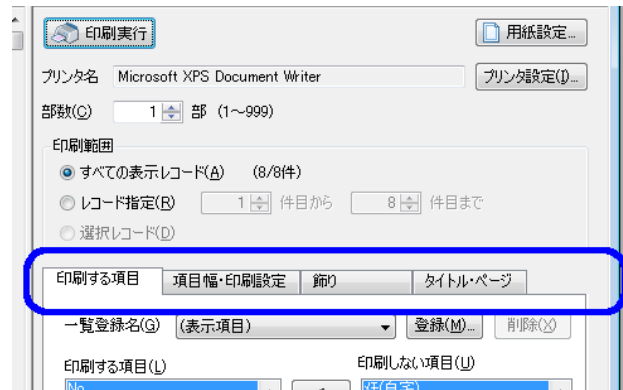 印刷実行 用紙設定...
プリンタ名 Microsoft XPS Document Writer プリンタ設定(I)...
部数(C) 1 部 (1～999)
印刷範囲
すべての表示レコード(A) (8/8件)
レコード指定(R) 1 件目から 8 件目まで
選択レコード(D)
印刷する項目 項目幅・印刷設定 飾り タイトル・ページ
一覧登録名(G) (表示項目) 登録(M)... 削除(X)
印刷する項目(L) 印刷しない項目(U)
No